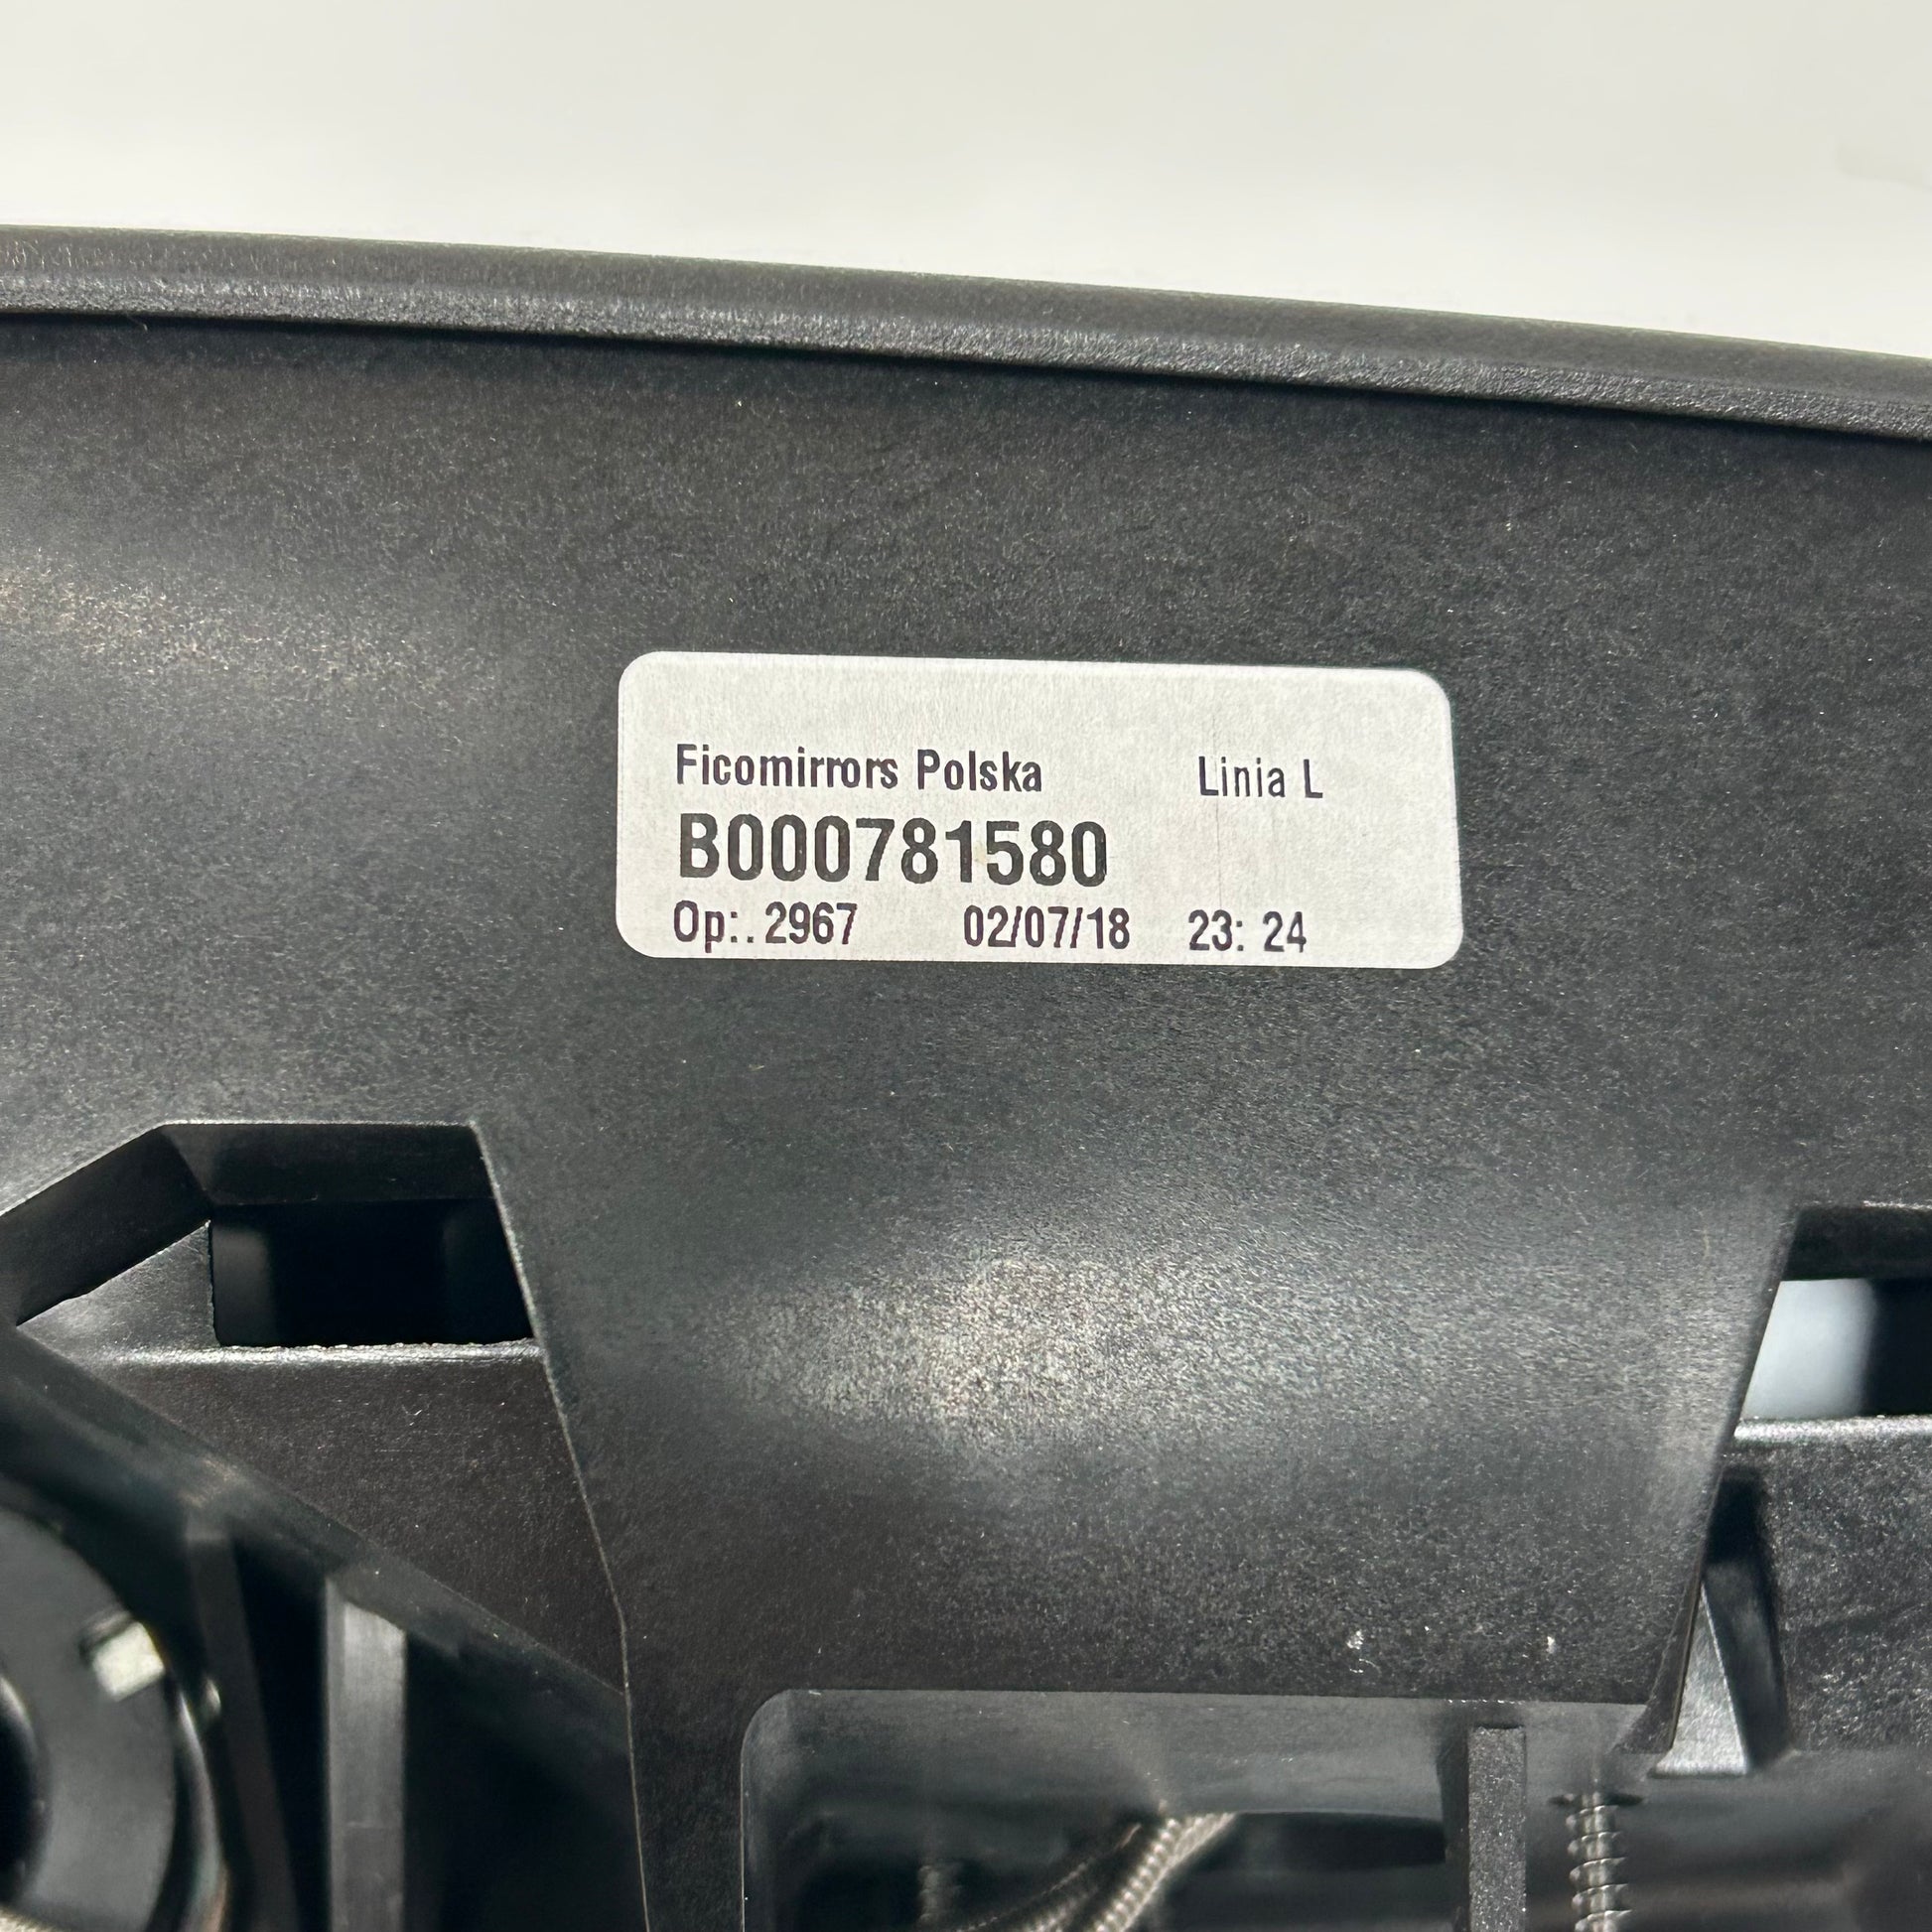 Ficomirrors Polska Linia L
B000781580
Op:. 2967 02/07/18 23: 24